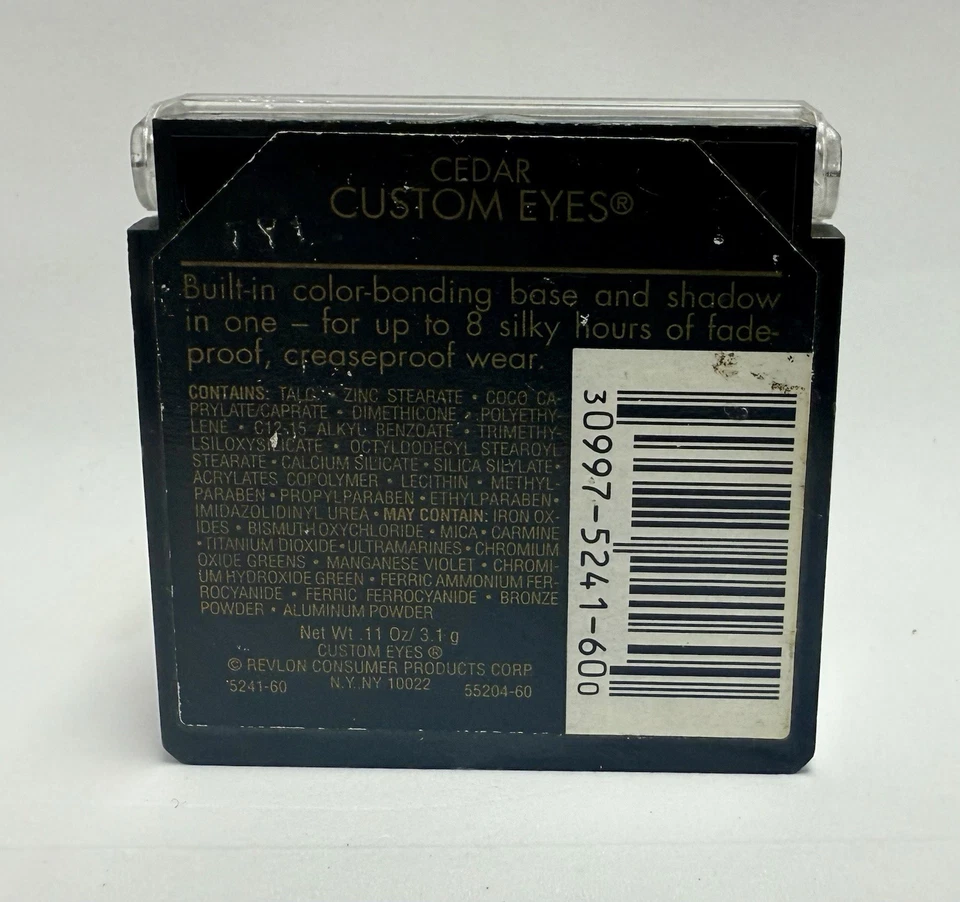 CEDAR
CUSTOM EYES®
Built-in color-bonding base and shadow
in one – for up to 8 silky hours of fade-
proof, creaseproof wear.
CONTAINS: TALC • ZINC STEARATE • COCO CA-
PRYLATE/CAPRATE • DIMETHICONE • POLYETHY-
LENE • C12-15 ALKYL BENZOATE • TRIMETHY-
LSILOXYSILICATE • OCTYLDODECYL STEAROYL
STEARATE • CALCIUM SILICATE • SILICA SILYLATE •
ACRYLATES COPOLYMER • LECITHIN • METHYL-
PARABEN • PROPYLPARABEN • ETHYLPARABEN •
IMIDAZOLIDINYL UREA • MAY CONTAIN: IRON OX-
IDES • BISMUTHOXYCHLORIDE • MICA • CARMINE
• TITANIUM DIOXIDE • ULTRAMARINES • CHROMIUM
OXIDE GREENS • MANGANESE VIOLET • CHROMI-
UM HYDROXIDE GREEN • FERRIC AMMONIUM FER-
ROCYANIDE • FERRIC FERROCYANIDE • BRONZE
POWDER • ALUMINUM POWDER
Net Wt .11 Oz/ 3.1 g
CUSTOM EYES ®
© REVLON CONSUMER PRODUCTS CORP.
N.Y. NY 10022
5241-60 55204-60
30997-5241-600